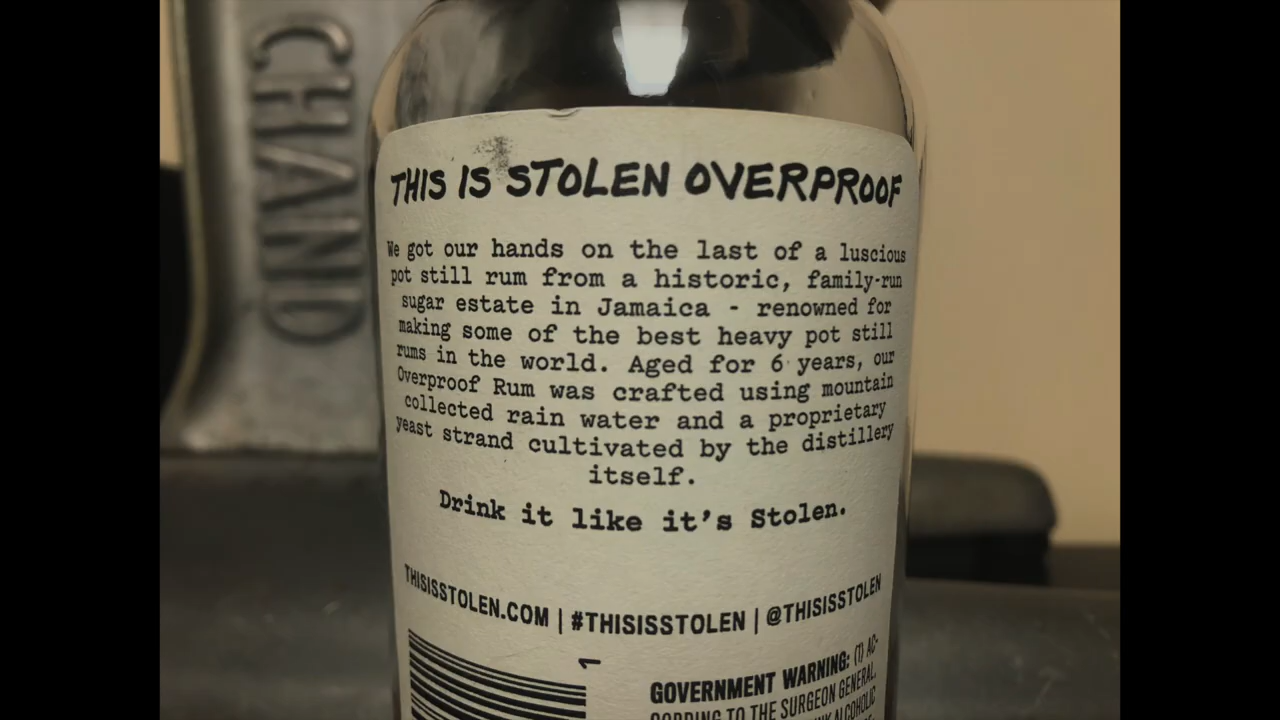 CHAND
THIS IS STOLEN OVERPROOF
We got our hands on the last of a luscious
pot still rum from a historic, family-run
sugar estate in Jamaica - renowned for
making some of the best heavy pot still
rums in the world. Aged for 6 years, our
Overproof Rum was crafted using mountain
collected rain water and a proprietary
yeast strand cultivated by the distillery
itself.
Drink it like it's Stolen.
THISISSTOLEN.COM | #THISISSTOLEN | @THISISSTOLEN
1
GOVERNMENT WARNING: (1) AC-
CORDING TO THE SURGEON GENERAL,
ALCOHOLIC